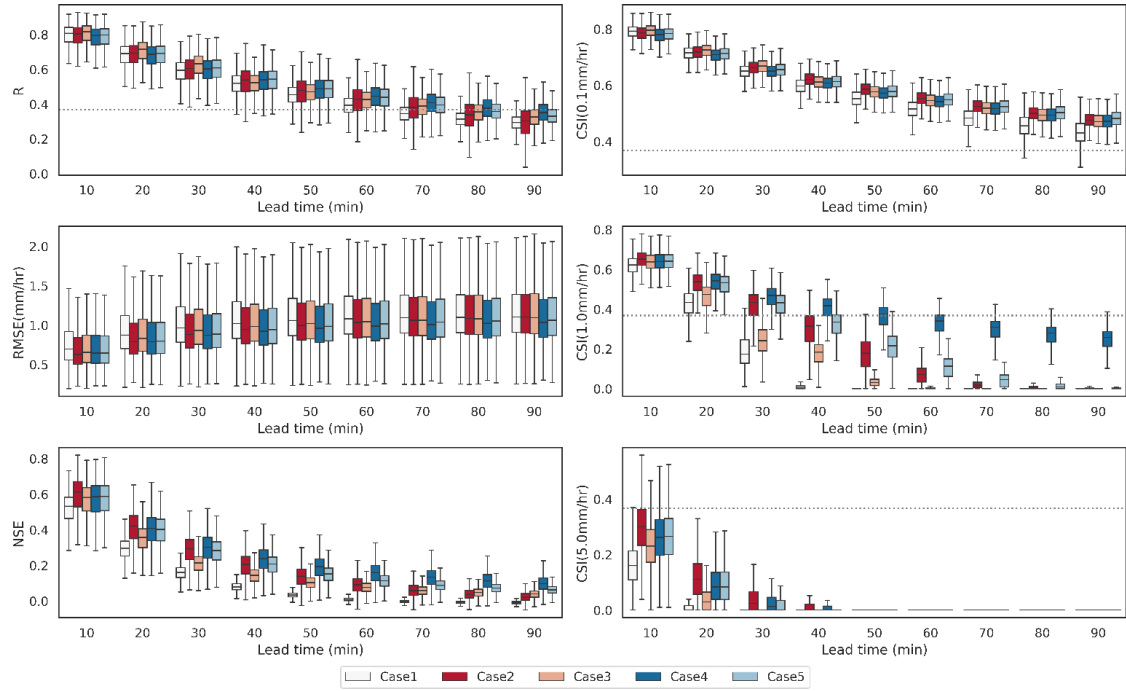 R
0.8
0.6
0.4
0.2
0.0
10 20 30 40 50 60 70 80 90
Lead time (min)
CSI(0.1mm/hr)
0.8
0.6
0.4
10 20 30 40 50 60 70 80 90
Lead time (min)
RMSE(mm/hr)
2.0
1.5
1.0
0.5
10 20 30 40 50 60 70 80 90
Lead time (min)
CSI(1.0mm/hr)
0.8
0.6
0.4
0.2
0.0
10 20 30 40 50 60 70 80 90
Lead time (min)
NSE
0.8
0.6
0.4
0.2
0.0
10 20 30 40 50 60 70 80 90
Lead time (min)
CSI(5.0mm/hr)
0.4
0.2
0.0
10 20 30 40 50 60 70 80 90
Lead time (min)
Case1 Case2 Case3 Case4 Case5